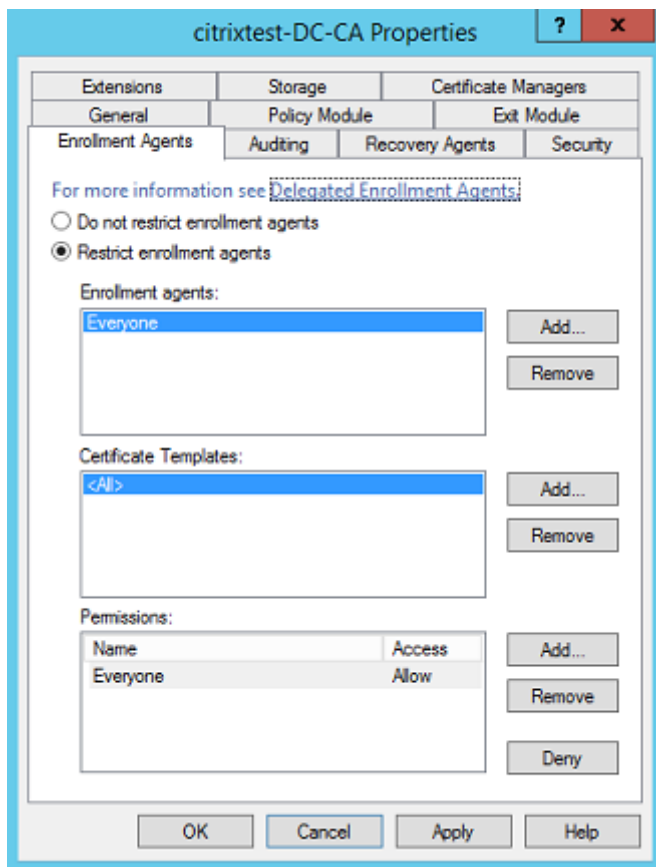 citrixtest-DC-CA Properties
? x
Extensions Storage Certificate Managers
General Policy Module Exit Module
Enrollment Agents Auditing Recovery Agents Security
For more information see Delegated Enrollment Agents.
Do not restrict enrollment agents
Restrict enrollment agents
Enrollment agents:
Everyone
Add...
Remove
Certificate Templates:
<All>
Add...
Remove
Permissions:
Name Access
Everyone Allow
Add...
Remove
Deny
OK Cancel Apply Help